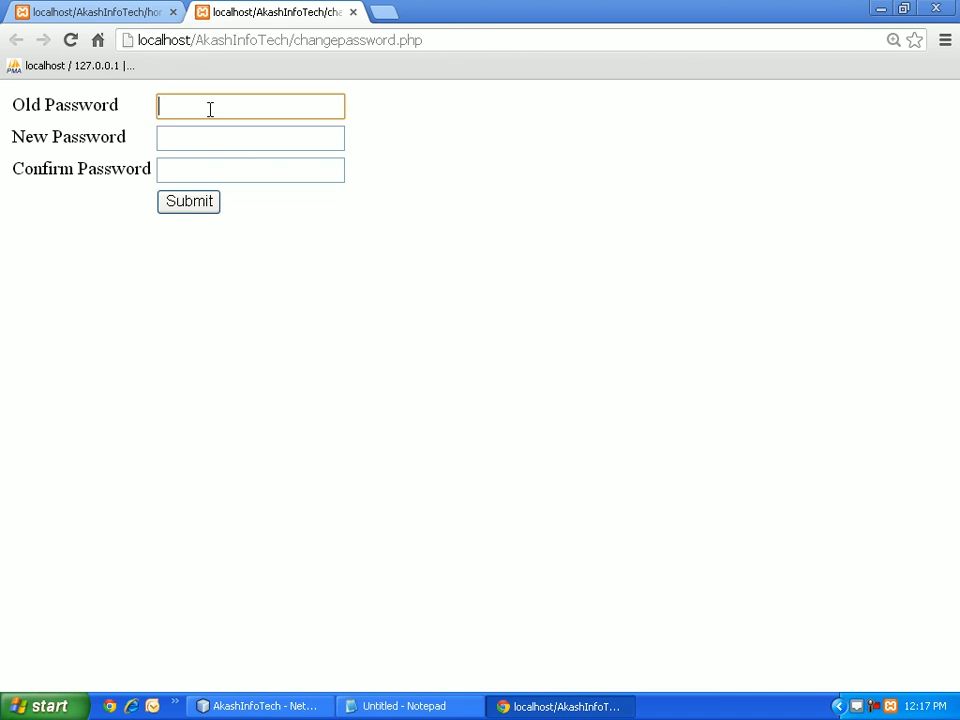 localhost/AkashInfoTech/hor
localhost/AkashInfoTech/cha
localhost/AkashInfoTech/changepassword.php
PMA localhost / 127.0.0.1 |...
Old Password
New Password
Confirm Password
Submit
start
AkashInfoTech - Net...
Untitled - Notepad
localhost/AkashInfoT...
12:17 PM